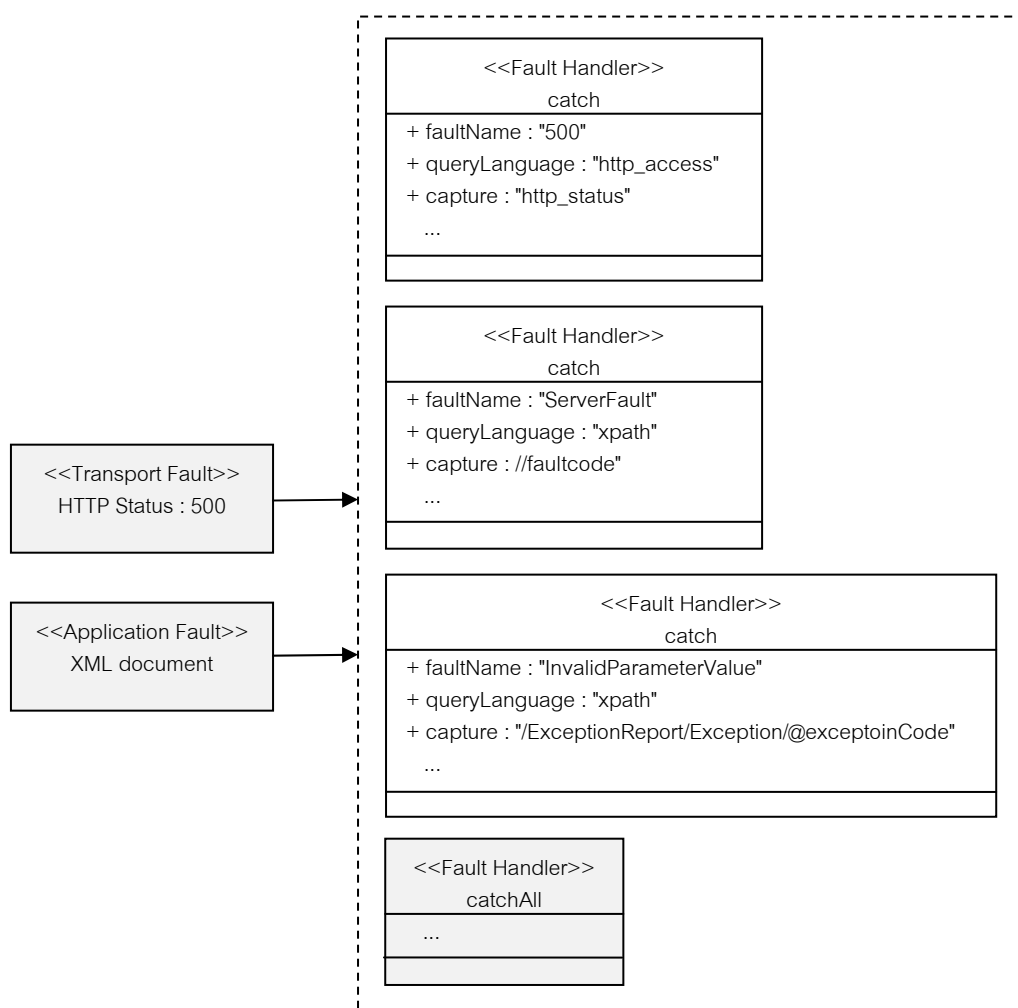 <<Fault Handler>>
catch
+ faultName : "500"
+ queryLanguage : "http_access"
+ capture : "http_status"
...
<<Fault Handler>>
catch
+ faultName : "ServerFault"
+ queryLanguage : "xpath"
+ capture : //faultcode"
...
<<Transport Fault>>
HTTP Status : 500
<<Application Fault>>
XML document
<<Fault Handler>>
catch
+ faultName : "InvalidParameterValue"
+ queryLanguage : "xpath"
+ capture : "/ExceptionReport/Exception/@exceptoinCode"
...
<<Fault Handler>>
catchAll
...